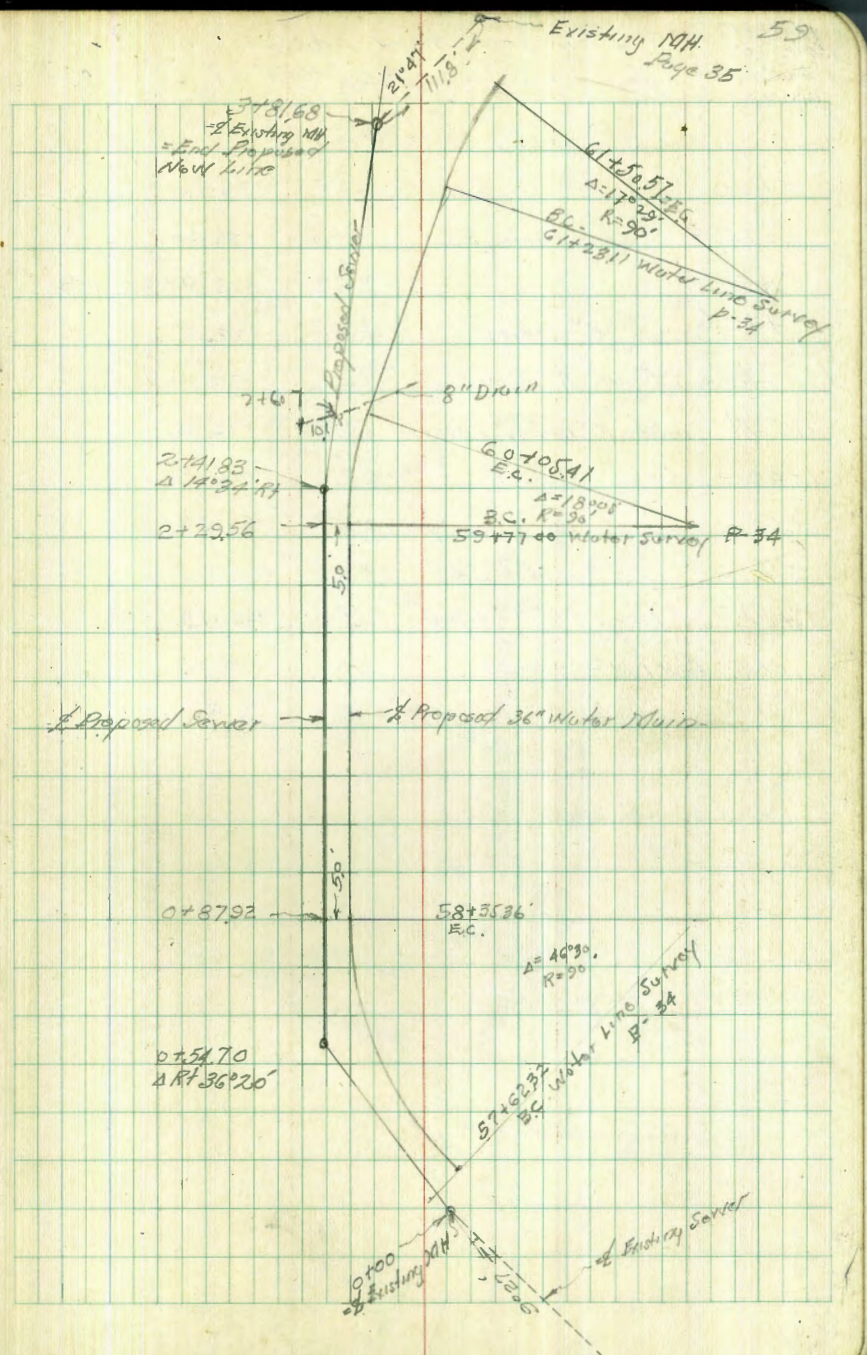 59
Existing MH.
Page 35
21°47'
111.8'
3+81.68
=⅊ Existing MH
= End Proposed
New Line
61+50.57=E.C.
Δ=17°29'
R=90'
B.C.
61+23.11 Water Line Survey
p-34
Proposed Sewer
2+67
10.1
8" Drain
2+41.83
Δ 14°34' Rt
60+05.41
E.C.
Δ=18°00'
R=90'
2+29.56
B.C.
59+77.00 Water Survey P-34
5.0'
℄ Proposed Sewer
℄ Proposed 36" Water Main
5.0'
0+87.92
58+35.36
E.C.
Δ=46°30'
R=90'
0+54.70
Δ Rt 36°20'
57+62.32
B.C. Water Line Survey
P-34
0+00
=℄ Existing MH
℄ Existing Sewer